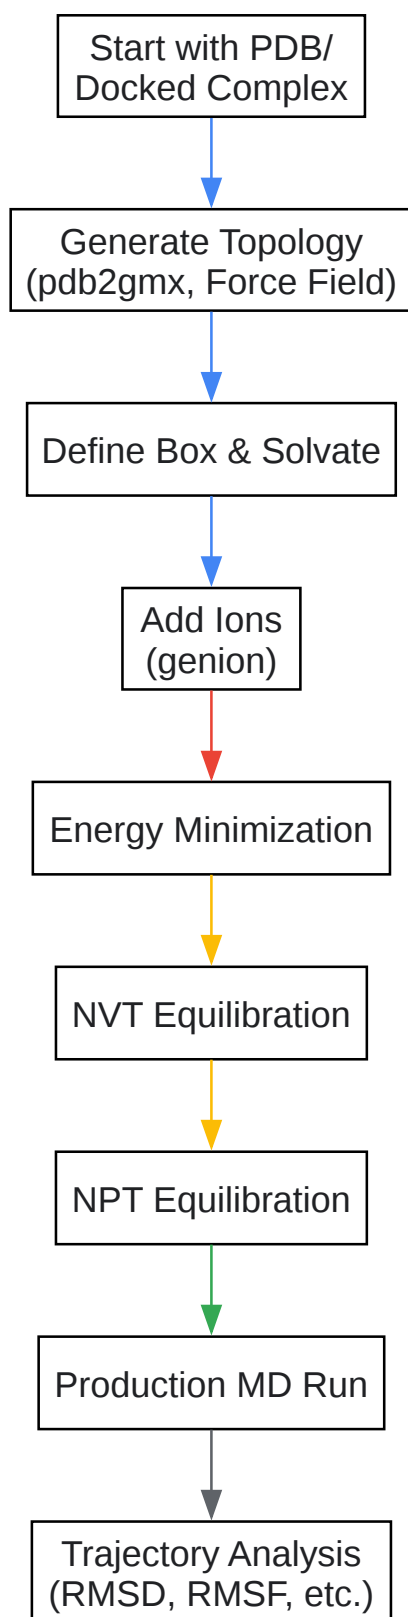 Start with PDB/
Docked Complex
Generate Topology
(pdb2gmx, Force Field)
Define Box & Solvate
Add Ions
(genion)
Energy Minimization
NVT Equilibration
NPT Equilibration
Production MD Run
Trajectory Analysis
(RMSD, RMSF, etc.)